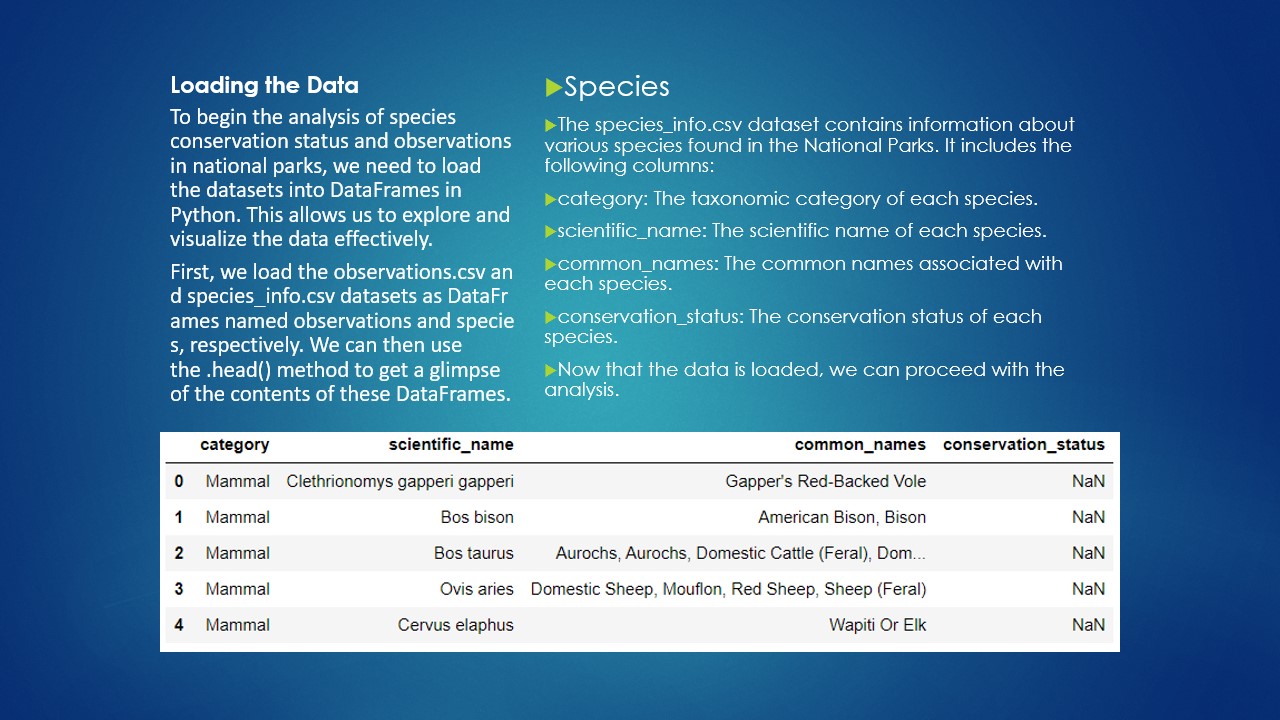 Loading the Data
To begin the analysis of species
conservation status and observations
in national parks, we need to load
the datasets into DataFrames in
Python. This allows us to explore and
visualize the data effectively.
First, we load the observations.csv an
d species_info.csv datasets as DataFr
ames named observations and specie
s, respectively. We can then use
the .head() method to get a glimpse
of the contents of these DataFrames.
Species
The species_info.csv dataset contains information about
various species found in the National Parks. It includes the
following columns:
category: The taxonomic category of each species.
scientific_name: The scientific name of each species.
common_names: The common names associated with
each species.
conservation_status: The conservation status of each
species.
Now that the data is loaded, we can proceed with the
analysis.
category scientific_name common_names conservation_status
0 Mammal Clethrionomys gapperi gapperi Gapper's Red-Backed Vole NaN
1 Mammal Bos bison American Bison, Bison NaN
2 Mammal Bos taurus Aurochs, Aurochs, Domestic Cattle (Feral), Dom... NaN
3 Mammal Ovis aries Domestic Sheep, Mouflon, Red Sheep, Sheep (Feral) NaN
4 Mammal Cervus elaphus Wapiti Or Elk NaN